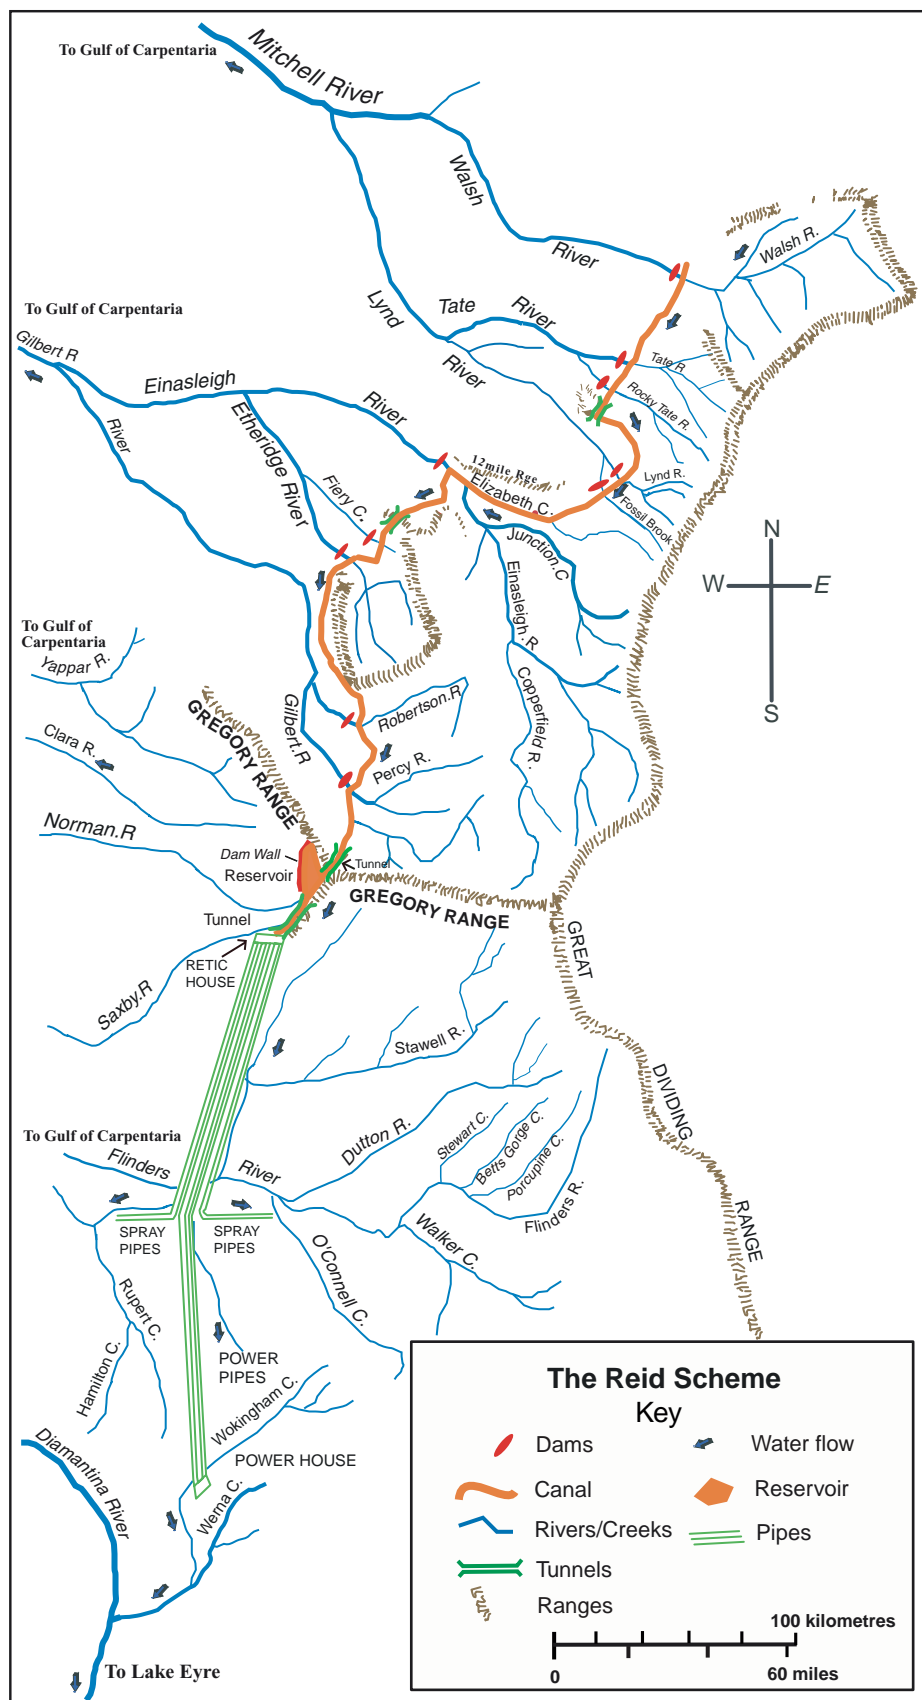 To Gulf of Carpentaria
Mitchell River
Walsh
River
Walsh R.
To Gulf of Carpentaria
Lynd
Tate
River
River
Tate R
Rocky Tate R.
Gilbert R
Einasleigh
River
River
Etheridge River
12mile Rge
Fiery C.
Elizabeth C.
Lynd R.
Fossil Brook
Junction.C
Einasleigh.R
N
W
E
S
To Gulf of
Carpentaria
Yappar R.
Copperfield R.
Robertson.R
Gilbert.R
GREGORY RANGE
Clara R.
Percy R.
Norman.R
Dam Wall
Reservoir
Tunnel
GREGORY RANGE
Tunnel
RETIC
HOUSE
GREAT
Saxby.R
Stawell R.
DIVIDING
RANGE
To Gulf of Carpentaria
Flinders
River
Dutton R.
Stewart C.
Betts Gorge C.
Porcupine C.
Flinders R.
SPRAY
PIPES
SPRAY
PIPES
O'Connell C.
Walker C.
Rupert C.
Hamilton C.
POWER
PIPES
Wokingham C.
POWER HOUSE
Diamantina River
Werna C.
To Lake Eyre
The Reid Scheme
Key
Dams
Water flow
Canal
Reservoir
Rivers/Creeks
Pipes
Tunnels
Ranges
100 kilometres
0
60 miles